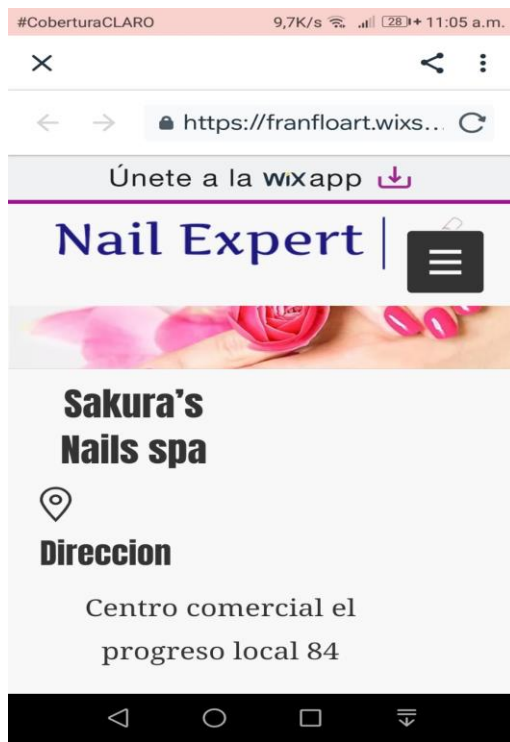 #CoberturaCLARO 9,7K/s 28 11:05 a.m.
https://franfloart.wixs...
Únete a la wixapp
Nail Expert
Sakura's
Nails spa
Direccion
Centro comercial el
progreso local 84